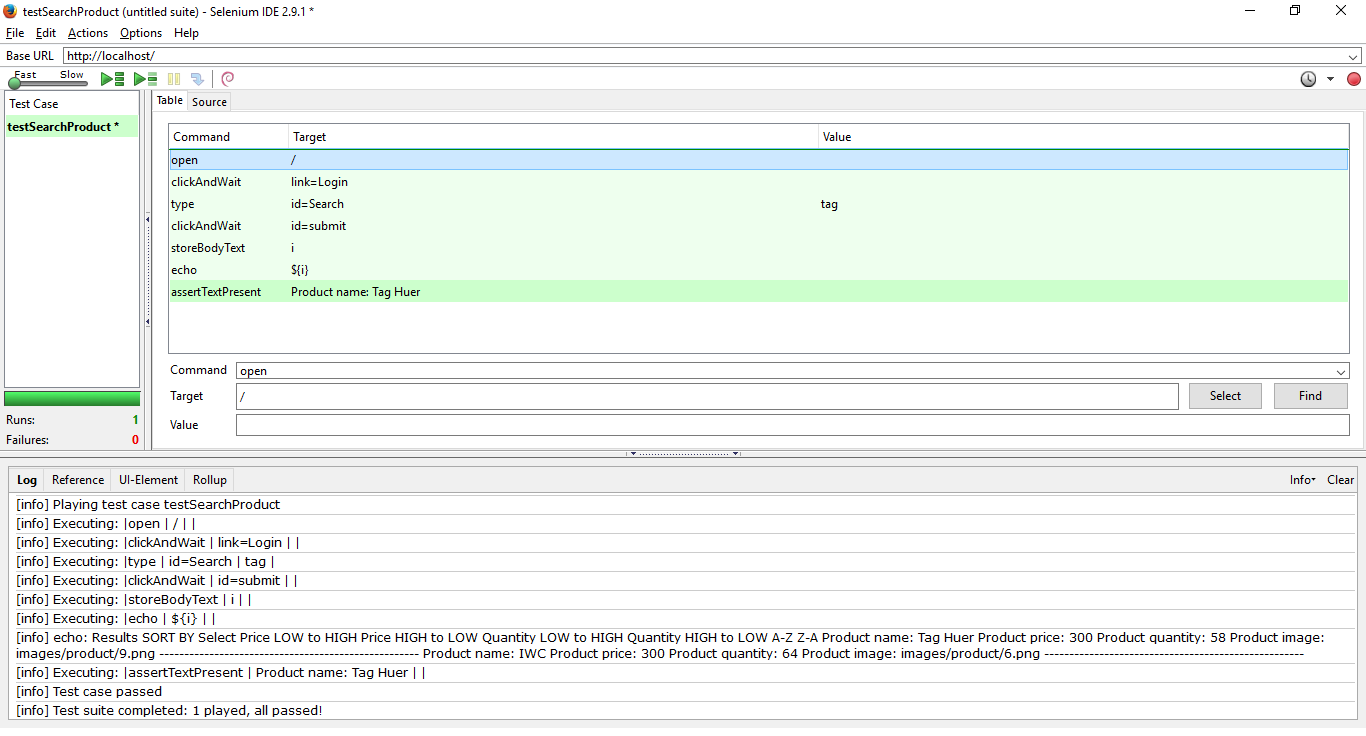 testSearchProduct (untitled suite) - Selenium IDE 2.9.1 *
File Edit Actions Options Help
Base URL http://localhost/
Fast Slow
Test Case
testSearchProduct *
Runs: 1
Failures: 0
Table Source
Command Target Value
open /
clickAndWait link=Login
type id=Search tag
clickAndWait id=submit
storeBodyText i
echo ${i}
assertTextPresent Product name: Tag Huer
Command open
Target / Select Find
Value
Log Reference UI-Element Rollup Info Clear
[info] Playing test case testSearchProduct
[info] Executing: |open | / | |
[info] Executing: |clickAndWait | link=Login | |
[info] Executing: |type | id=Search | tag |
[info] Executing: |clickAndWait | id=submit | |
[info] Executing: |storeBodyText | i | |
[info] Executing: |echo | ${i} | |
[info] echo: Results SORT BY Select Price LOW to HIGH Price HIGH to LOW Quantity LOW to HIGH Quantity HIGH to LOW A-Z Z-A Product name: Tag Huer Product price: 300 Product quantity: 58 Product image:
images/product/9.png ---------------------------------------------------- Product name: IWC Product price: 300 Product quantity: 64 Product image: images/product/6.png ----------------------------------------------------
[info] Executing: |assertTextPresent | Product name: Tag Huer | |
[info] Test case passed
[info] Test suite completed: 1 played, all passed!